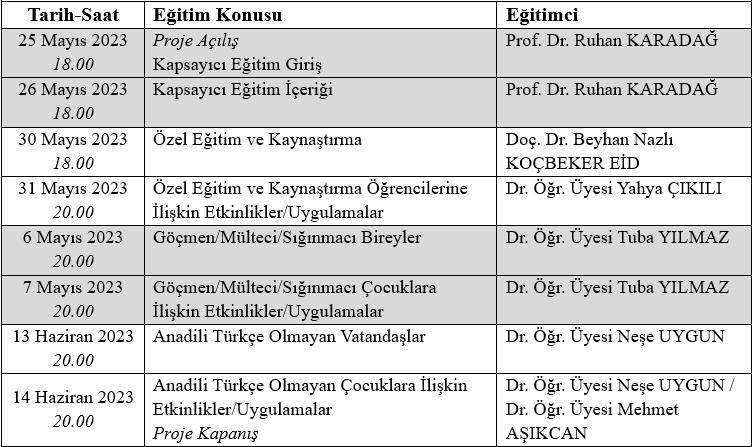 Tarih-Saat Eğitim Konusu Eğitimci
25 Mayıs 2023 Proje Açılış Prof. Dr. Ruhan KARADAĞ
18.00 Kapsayıcı Eğitim Giriş
26 Mayıs 2023 Kapsayıcı Eğitim İçeriği Prof. Dr. Ruhan KARADAĞ
18.00
30 Mayıs 2023 Özel Eğitim ve Kaynaştırma Doç. Dr. Beyhan Nazlı
18.00 KOÇBEKER EİD
31 Mayıs 2023 Özel Eğitim ve Kaynaştırma Öğrencilerine Dr. Öğr. Üyesi Yahya ÇIKILI
20.00 İlişkin Etkinlikler/Uygulamalar
6 Mayıs 2023 Göçmen/Mülteci/Sığınmacı Bireyler Dr. Öğr. Üyesi Tuba YILMAZ
20.00
7 Mayıs 2023 Göçmen/Mülteci/Sığınmacı Çocuklara Dr. Öğr. Üyesi Tuba YILMAZ
20.00 İlişkin Etkinlikler/Uygulamalar
13 Haziran 2023 Anadili Türkçe Olmayan Vatandaşlar Dr. Öğr. Üyesi Neşe UYGUN
20.00
14 Haziran 2023 Anadili Türkçe Olmayan Çocuklara İlişkin Dr. Öğr. Üyesi Neşe UYGUN /
20.00 Etkinlikler/Uygulamalar Dr. Öğr. Üyesi Mehmet
Proje Kapanış AŞIKCAN